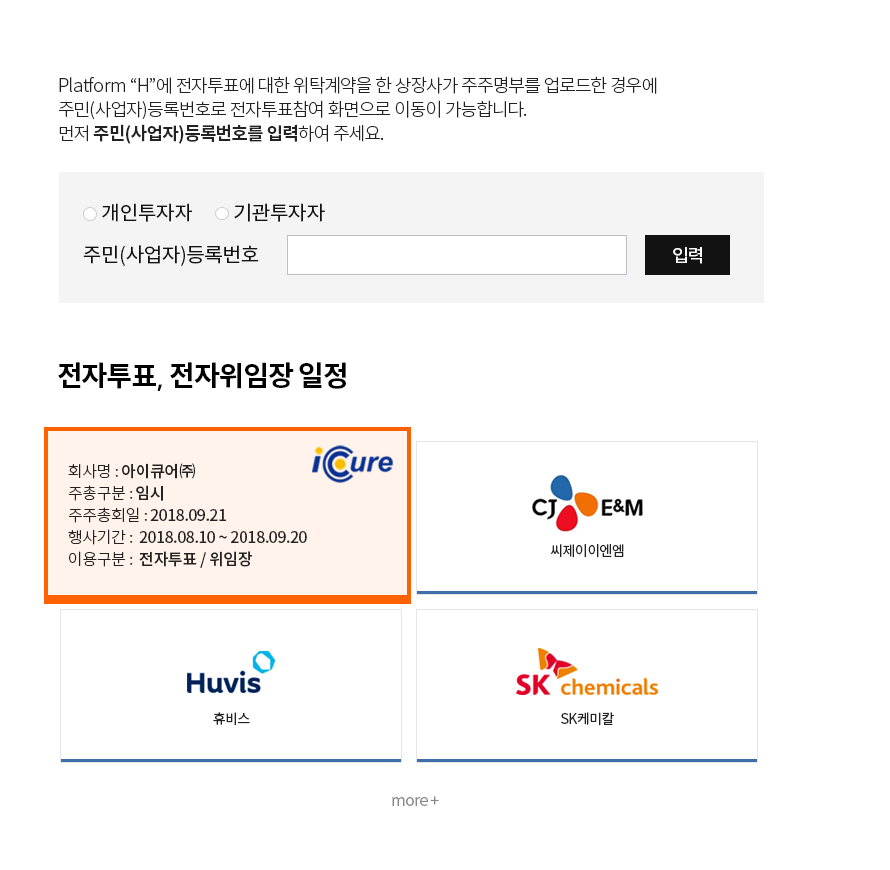 Platform “H”에 전자투표에 대한 위탁계약을 한 상장사가 주주명부를 업로드한 경우에
주민(사업자)등록번호로 전자투표참여 화면으로 이동이 가능합니다.
먼저 주민(사업자)등록번호를 입력하여 주세요.
개인투자자 기관투자자
주민(사업자)등록번호 입력
전자투표, 전자위임장 일정
iCure
회사명 : 아이큐어㈜
주총구분 : 임시
주주총회일 : 2018.09.21
행사기간 : 2018.08.10 ~ 2018.09.20
이용구분 : 전자투표 / 위임장
CJ E&M
씨제이이엔엠
Huvis
휴비스
SK chemicals
SK케미칼
more+